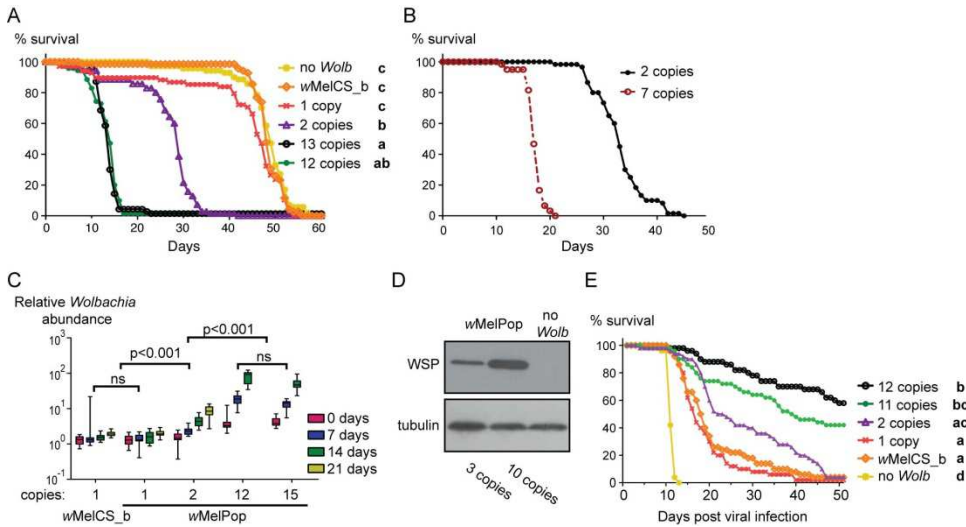 A
% survival
100
80
60
40
20
0
0 10 20 30 40 50 60
Days
no Wolb c
wMelCS_b c
1 copy c
2 copies b
13 copies a
12 copies ab
B
% survival
100
80
60
40
20
0
0 10 20 30 40 50
Days
2 copies
7 copies
C
Relative Wolbachia
abundance
10³
10²
10¹
10⁰
10⁻¹
p<0.001
p<0.001
ns
ns
0 days
7 days
14 days
21 days
copies: 1 1 2 12 15
wMelCS_b wMelPop
D
wMelPop
no
Wolb
WSP
tubulin
3 copies
10 copies
E
% survival
100
80
60
40
20
0
0 10 20 30 40 50
Days post viral infection
12 copies b
11 copies bc
2 copies ac
1 copy a
wMelCS_b a
no Wolb d